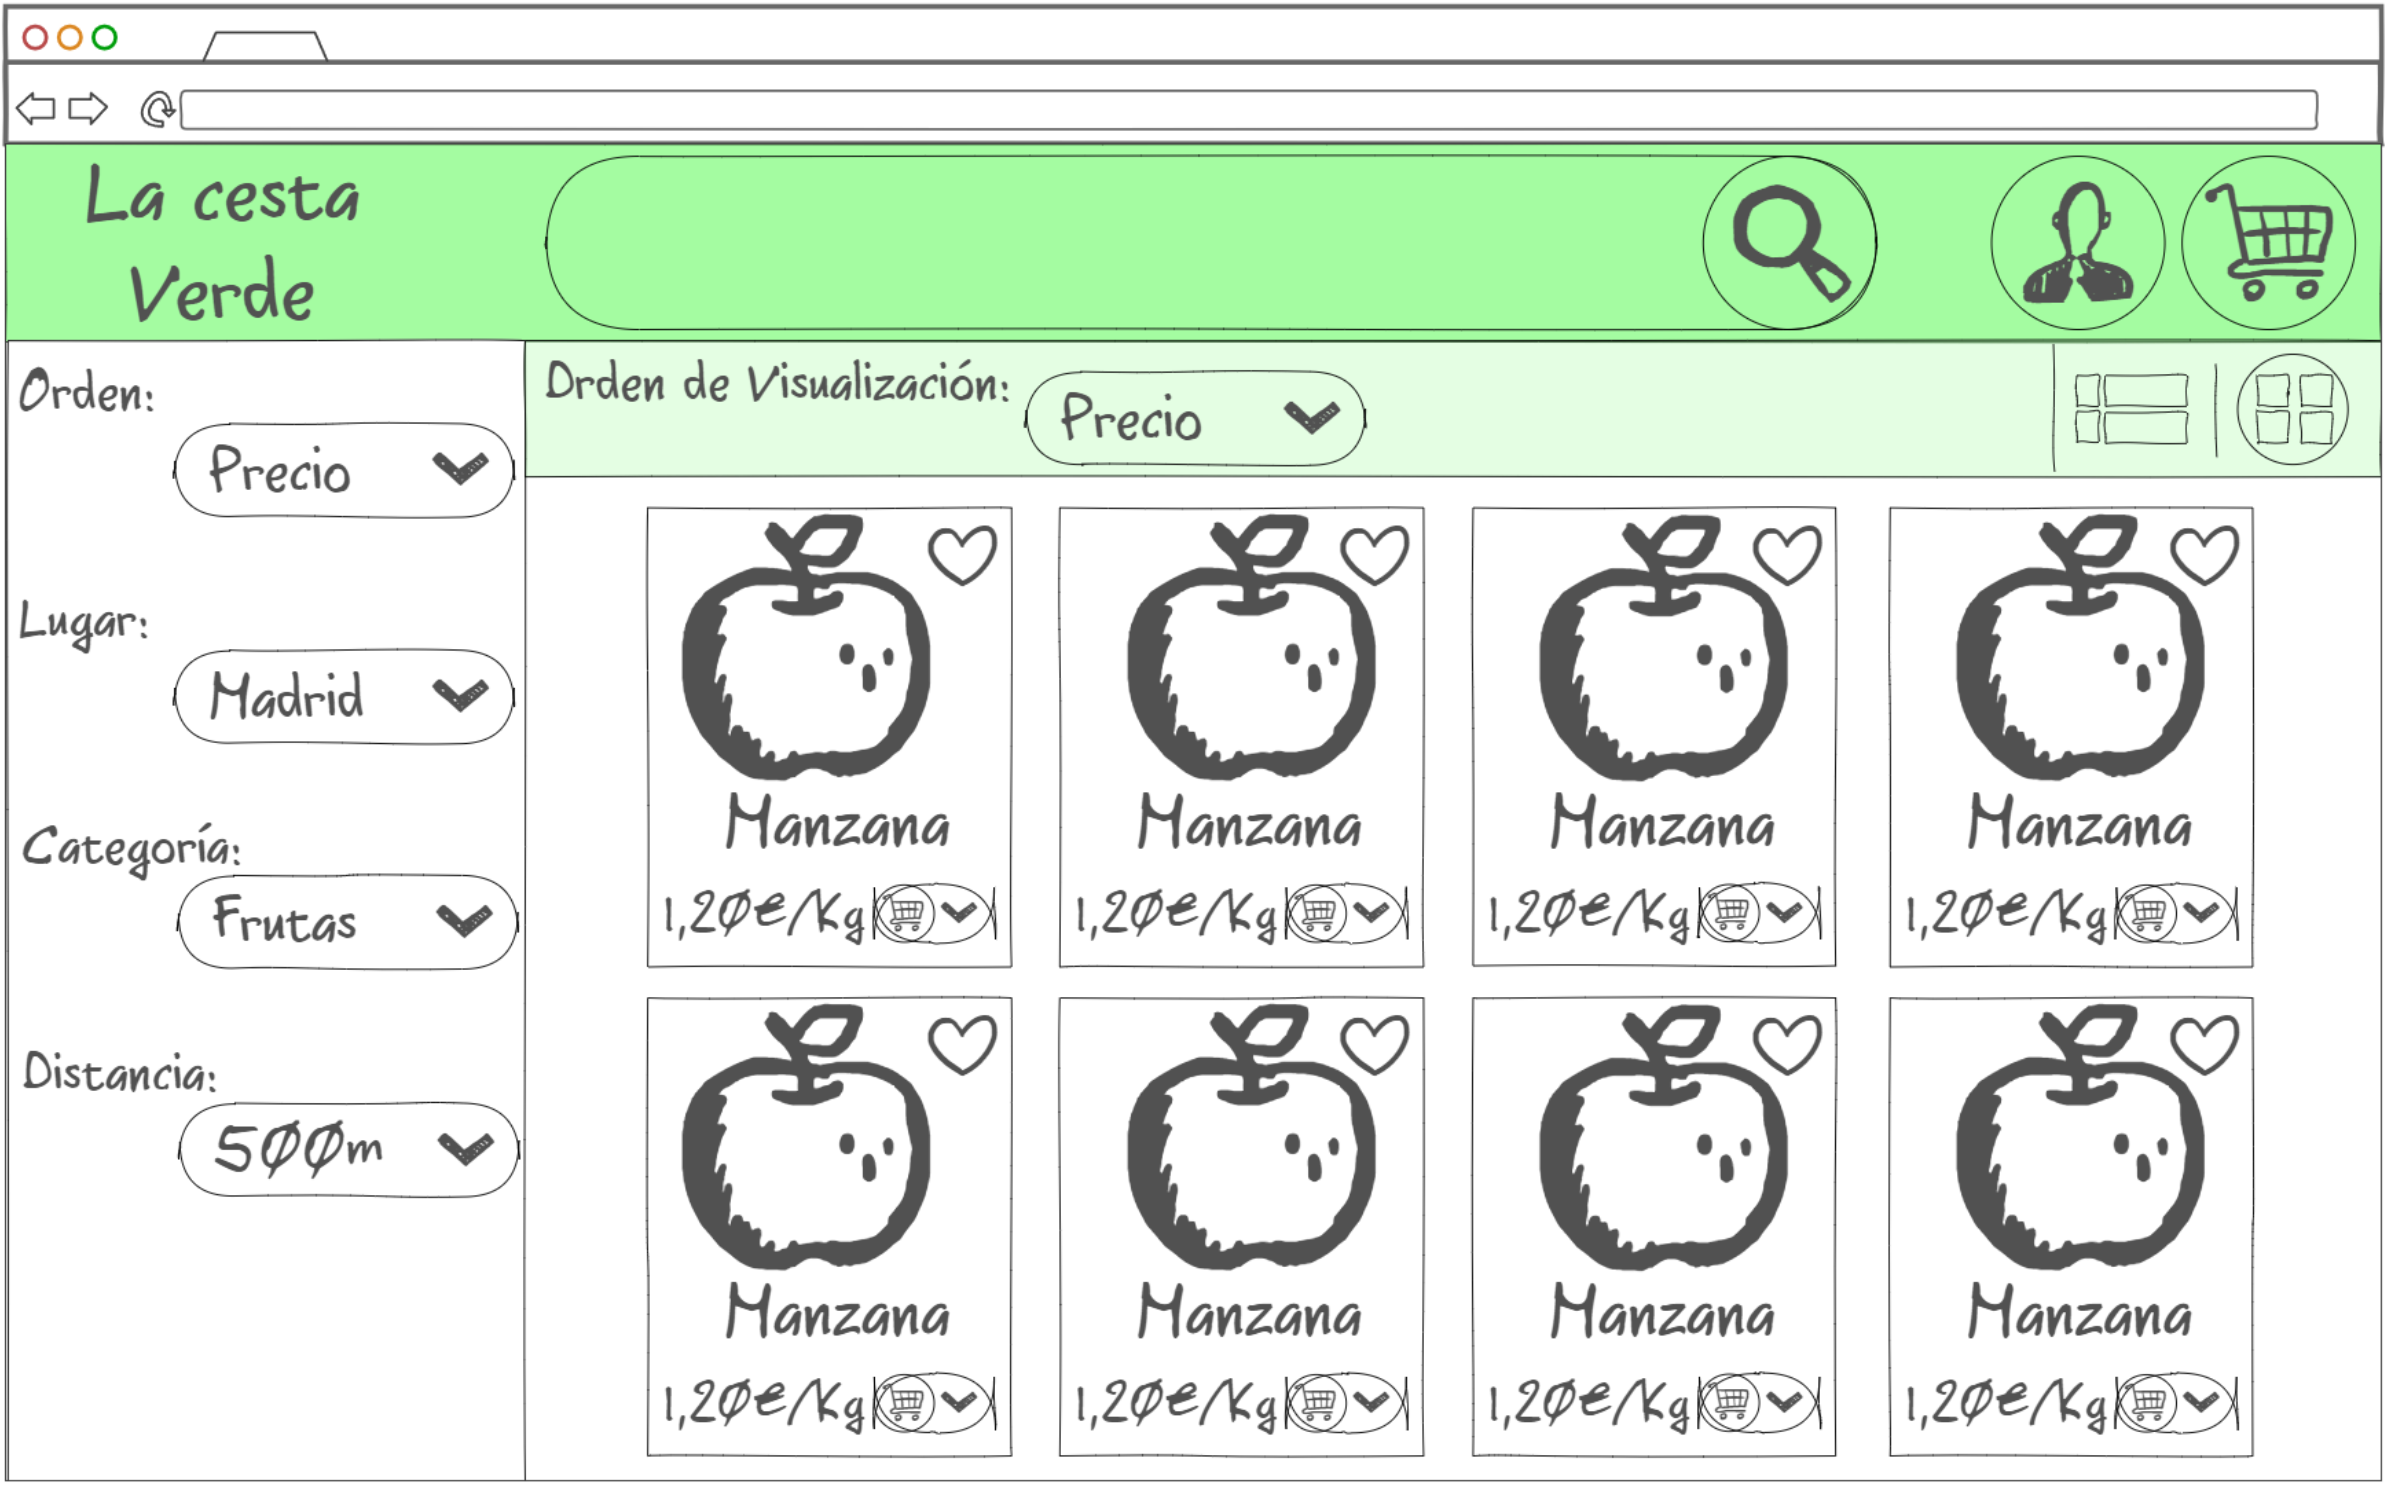 La cesta
Verde
Orden:
Precio
Lugar:
Madrid
Categoría:
Frutas
Distancia:
500m
Orden de Visualización:
Precio
Manzana
1,20€/Kg
Manzana
1,20€/Kg
Manzana
1,20€/Kg
Manzana
1,20€/Kg
Manzana
1,20€/Kg
Manzana
1,20€/Kg
Manzana
1,20€/Kg
Manzana
1,20€/Kg